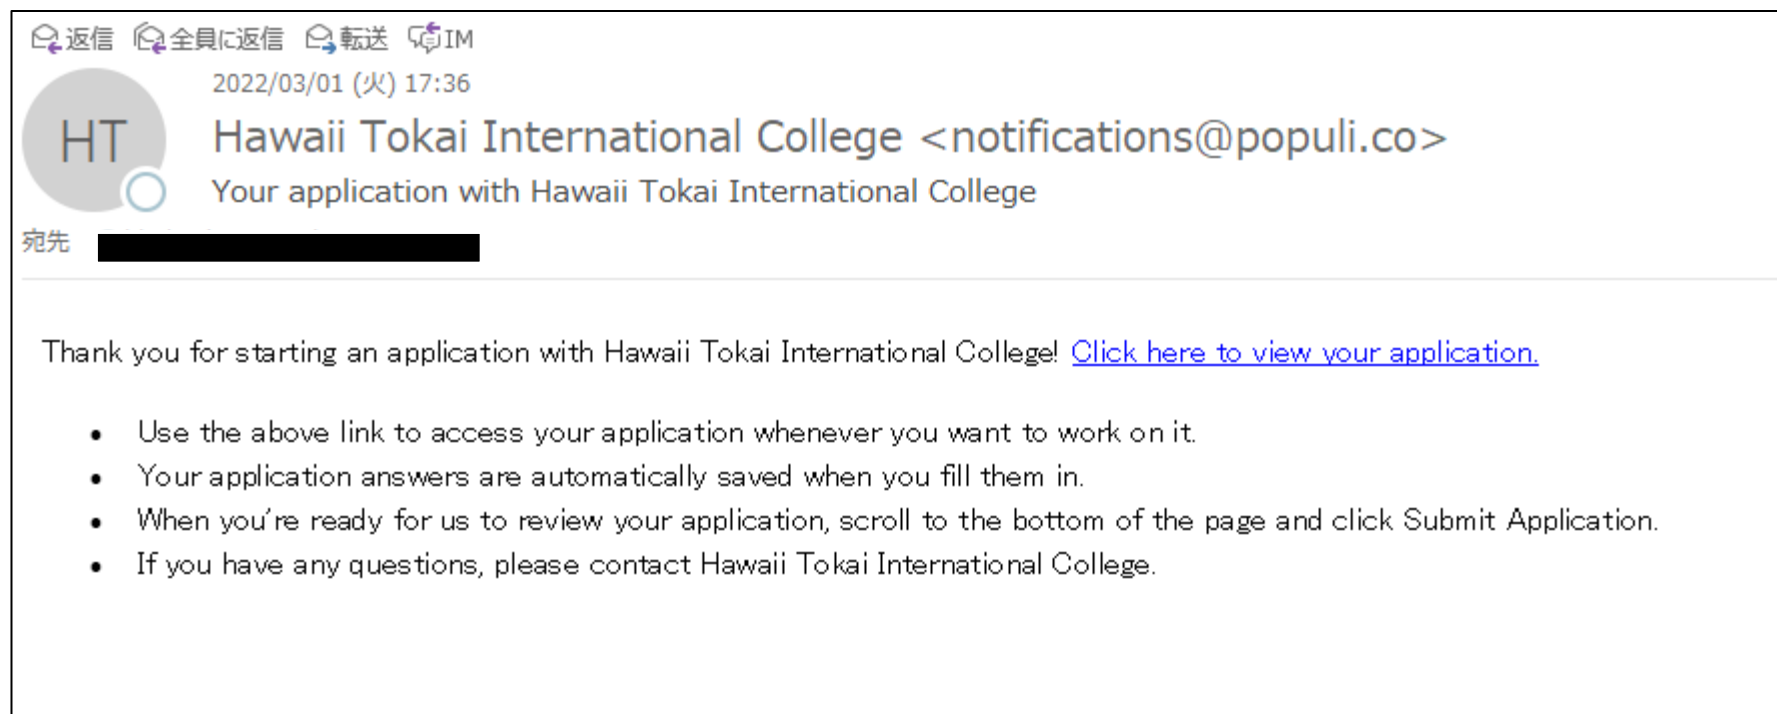 返信 全員に返信 転送 IM
2022/03/01 (火) 17:36
HT
Hawaii Tokai International College <notifications@populi.co>
Your application with Hawaii Tokai International College
宛先
Thank you for starting an application with Hawaii Tokai International College! Click here to view your application.
• Use the above link to access your application whenever you want to work on it.
• Your application answers are automatically saved when you fill them in.
• When you're ready for us to review your application, scroll to the bottom of the page and click Submit Application.
• If you have any questions, please contact Hawaii Tokai International College.